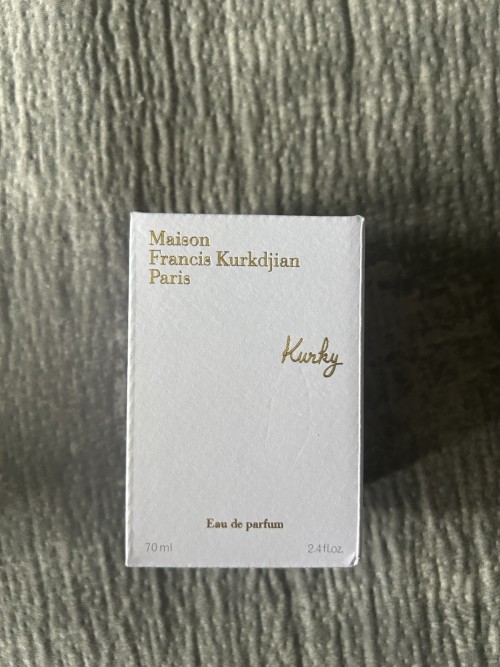 Maison
Francis Kurkdjian
Paris
Kurky
Eau de parfum
70 ml 2.4 fl.oz.